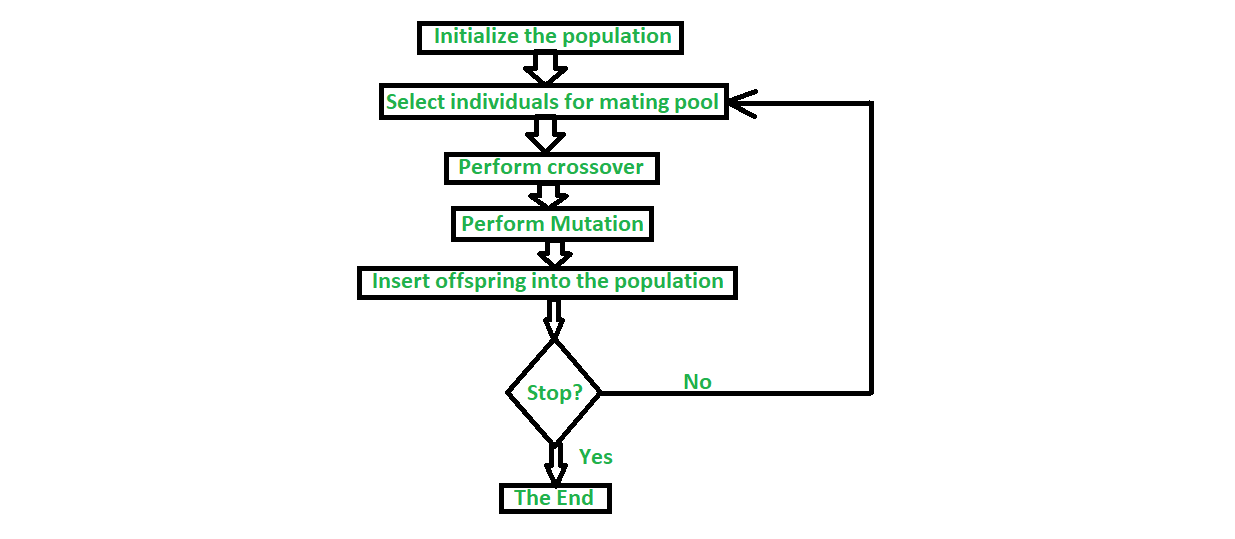 Initialize the population
Select individuals for mating pool
Perform crossover
Perform Mutation
Insert offspring into the population
Stop?
No
Yes
The End